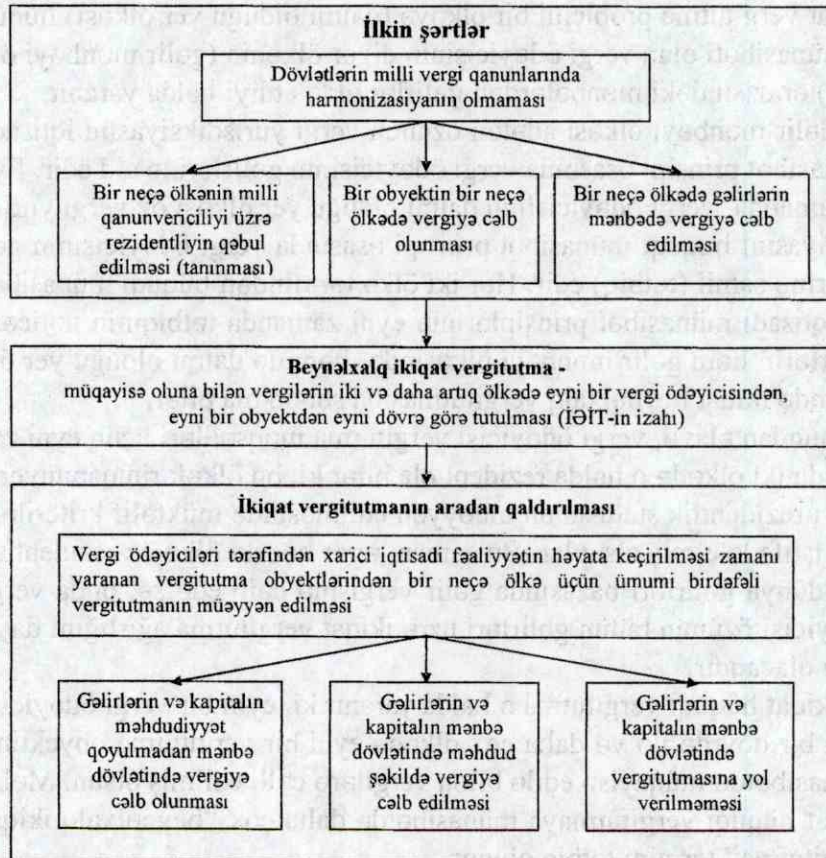 İlkin şərtlər
Dövlətlərin milli vergi qanunlarında
harmonizasiyanın olmaması
Bir neçə ölkənin milli
qanunvericiliyi üzrə
rezidentliyin qəbul
edilməsi (tanınması)
Bir obyektin bir neçə
ölkədə vergiyə cəlb
olunması
Bir neçə ölkədə gəlirlərin
mənbədə vergiyə cəlb
edilməsi
Beynəlxalq ikiqat vergitutma –
müqayisə oluna bilən vergilərin iki və daha artıq ölkədə eyni bir vergi ödəyicisindən,
eyni bir obyektdən eyni dövrə görə tutulması (İƏİT-in izahı)
İkiqat vergitutmanın aradan qaldırılması
Vergi ödəyiciləri tərəfindən xarici iqtisadi fəaliyyətin həyata keçirilməsi zamanı
yaranan vergitutma obyektlərindən bir neçə ölkə üçün ümumi birdəfəli
vergitutmanın müəyyən edilməsi
Gəlirlərin və kapitalın
məhdudiyyət
qoyulmadan mənbə
dövlətində vergiyə
cəlb olunması
Gəlirlərin və
kapitalın mənbə
dövlətində məhdud
şəkildə vergiyə
cəlb edilməsi
Gəlirlərin və
kapitalın mənbə
dövlətində
vergitutmasına yol
verilməməsi